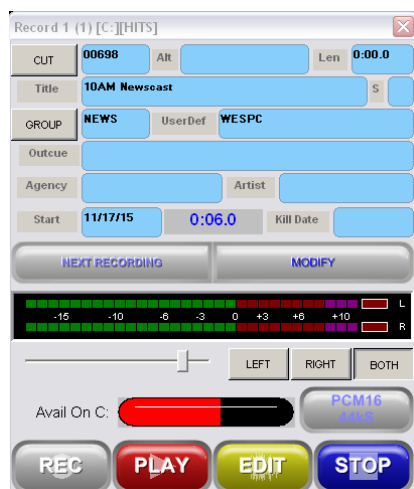 Record 1 (1) [C:][HITS]
CUT 00698 Alt Len 0:00.0
Title 10AM Newscast S
GROUP NEWS UserDef WESPC
Outcue
Agency Artist
Start 11/17/15 0:06.0 Kill Date
NEXT RECORDING MODIFY
L
-15 -10 -6 -3 0 +3 +6 +10
R
LEFT RIGHT BOTH
Avail On C: PCM16
44kS
REC PLAY EDIT STOP